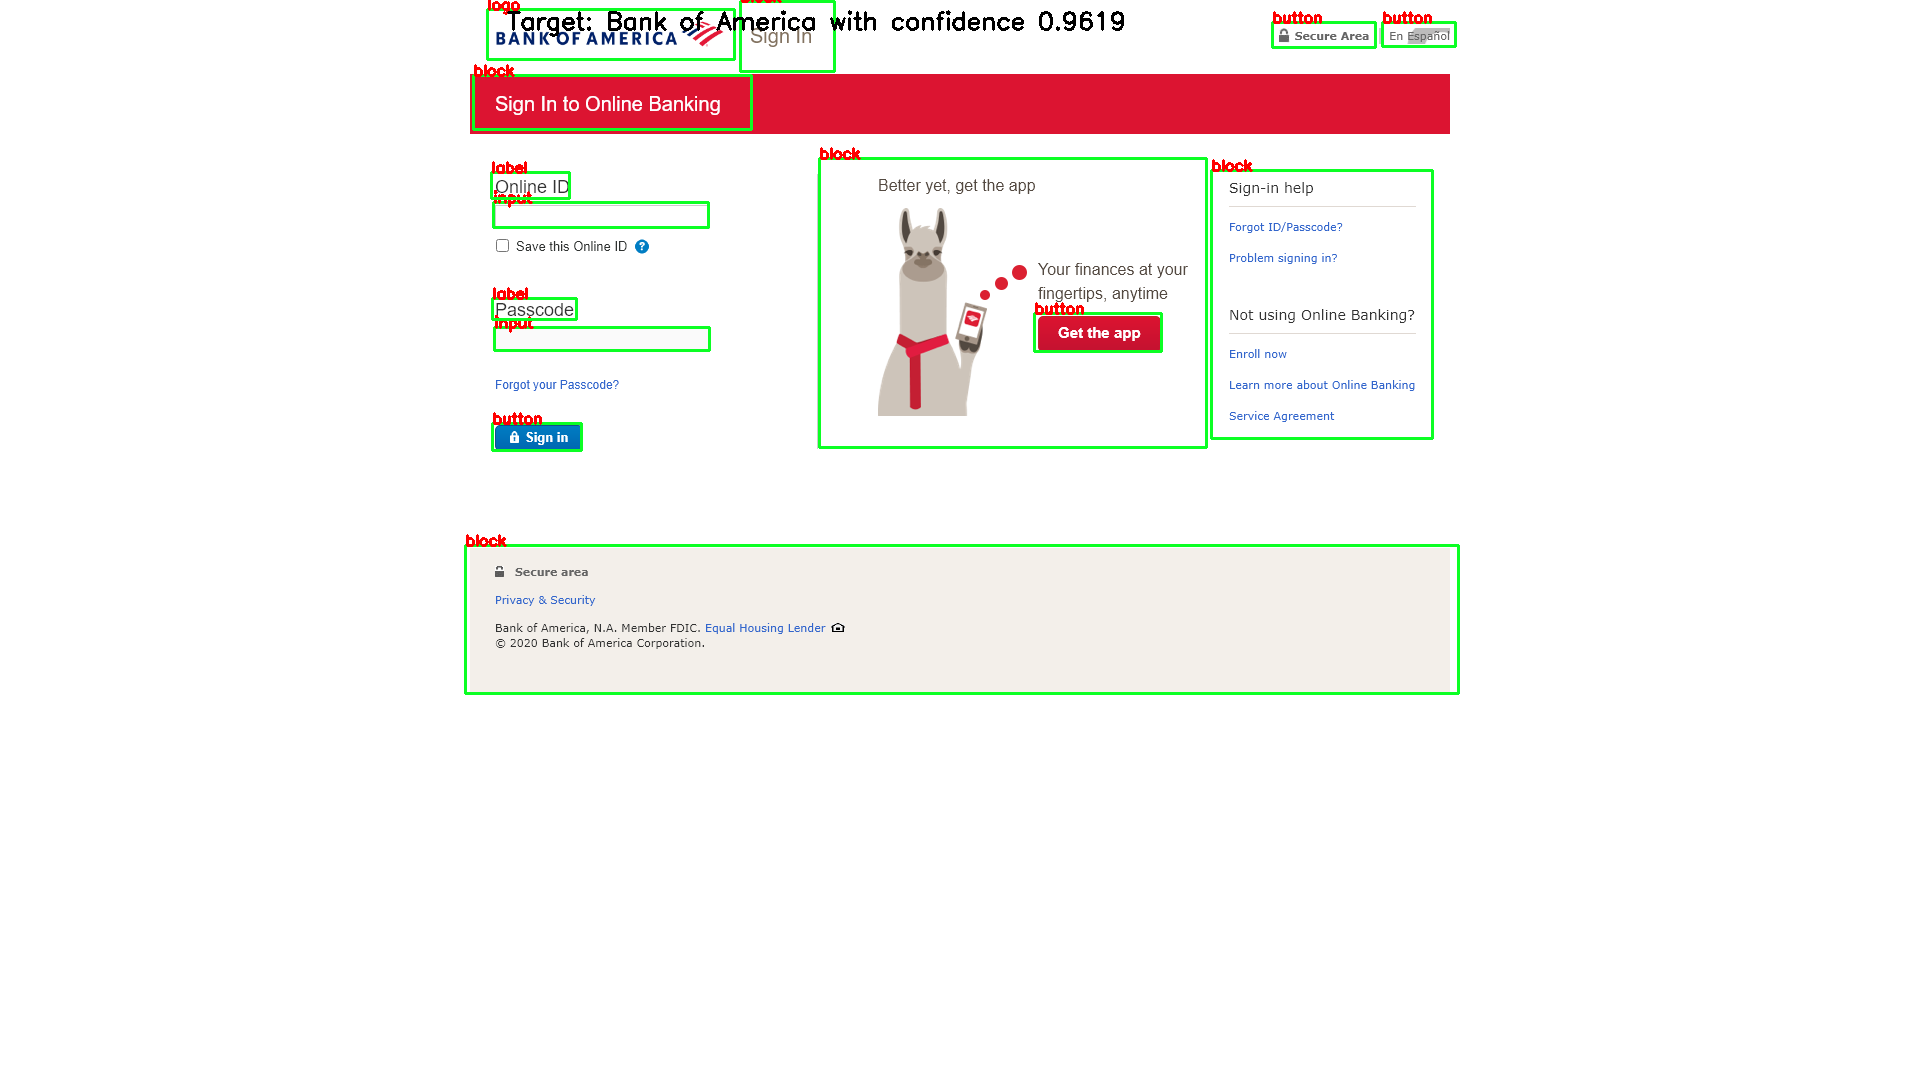 logo
block
Target: Bank of America with confidence 0.9619
BANK OF AMERICA
Sign In
button
Secure Area
button
En Español
block
Sign In to Online Banking
label
Online ID
input
Save this Online ID ?
label
Passcode
input
Forgot your Passcode?
button
Sign in
block
Better yet, get the app
Your finances at your
fingertips, anytime
button
Get the app
block
Sign-in help
Forgot ID/Passcode?
Problem signing in?
Not using Online Banking?
Enroll now
Learn more about Online Banking
Service Agreement
block
Secure area
Privacy & Security
Bank of America, N.A. Member FDIC. Equal Housing Lender
© 2020 Bank of America Corporation.